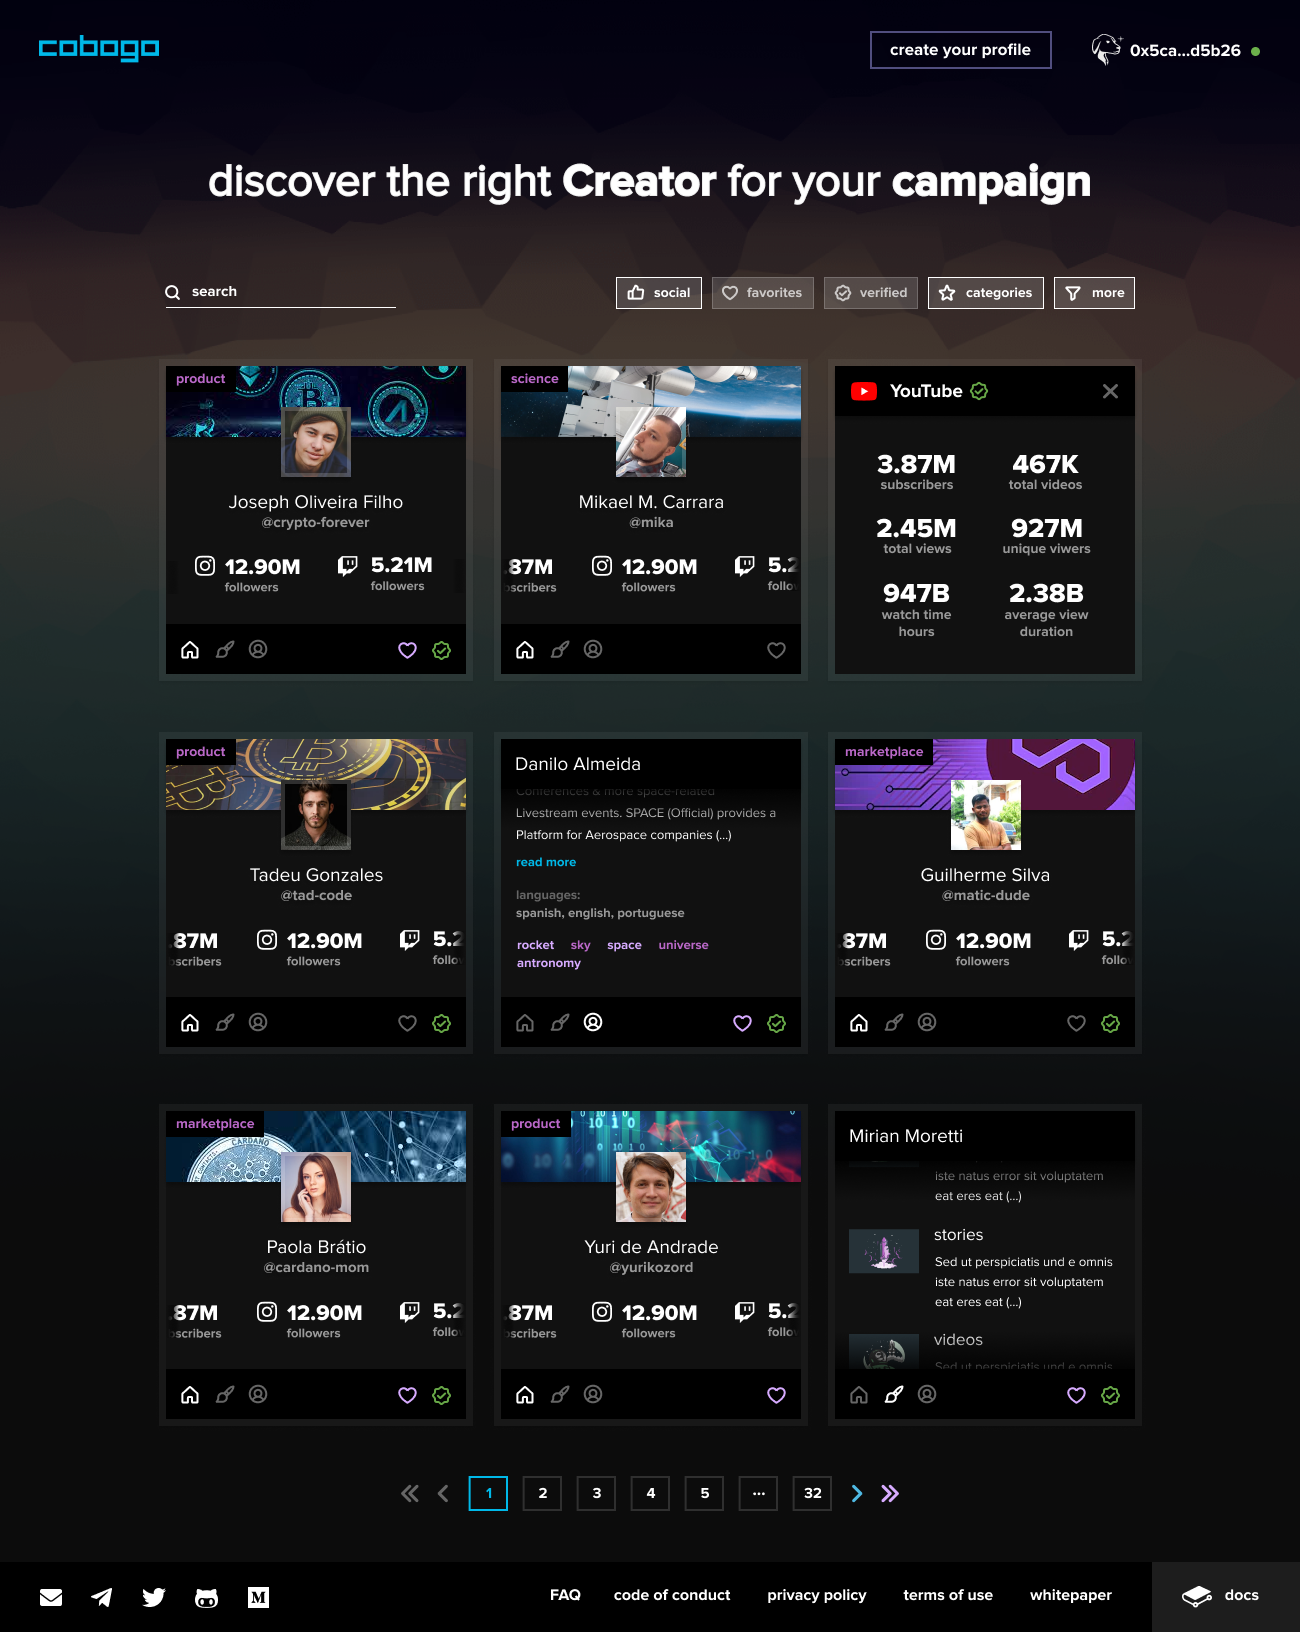 cobogo
create your profile
0x5ca...d5b26
discover the right Creator for your campaign
search
social
favorites
verified
categories
more
product
Joseph Oliveira Filho
@crypto-forever
12.90M
followers
5.21M
followers
science
Mikael M. Carrara
@mika
.87M
scribers
12.90M
followers
5.2
follo
YouTube
3.87M
subscribers
467K
total videos
2.45M
total views
927M
unique viwers
947B
watch time
hours
2.38B
average view
duration
product
Tadeu Gonzales
@tad-code
.87M
scribers
12.90M
followers
5.2
follo
Danilo Almeida
Conferences & more space-related
Livestream events. SPACE (Official) provides a
Platform for Aerospace companies (...)
read more
languages:
spanish, english, portuguese
rocket sky space universe
antronomy
marketplace
Guilherme Silva
@matic-dude
.87M
scribers
12.90M
followers
5.2
follo
marketplace
CARDANO
Paola Brátio
@cardano-mom
.87M
scribers
12.90M
followers
5.2
follo
product
Yuri de Andrade
@yurikozord
.87M
scribers
12.90M
followers
5.2
follo
Mirian Moretti
iste natus error sit voluptatem
eat eres eat (...)
stories
Sed ut perspiciatis und e omnis
iste natus error sit voluptatem
eat eres eat (...)
videos
Sed ut perspiciatis und e omnis
1
2
3
4
5
...
32
M
FAQ
code of conduct
privacy policy
terms of use
whitepaper
docs